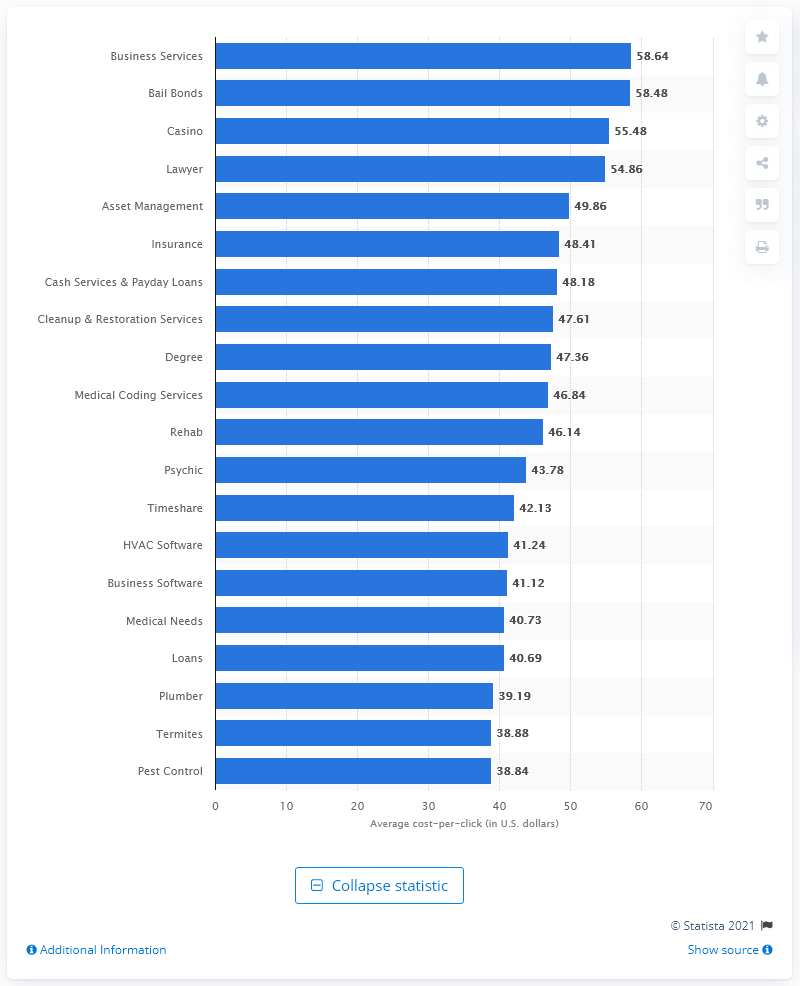 Business Services 58.64
Bail Bonds 58.48
Casino 55.48
Lawyer 54.86
Asset Management 49.86
Insurance 48.41
Cash Services & Payday Loans 48.18
Cleanup & Restoration Services 47.61
Degree 47.36
Medical Coding Services 46.84
Rehab 46.14
Psychic 43.78
Timeshare 42.13
HVAC Software 41.24
Business Software 41.12
Medical Needs 40.73
Loans 40.69
Plumber 39.19
Termites 38.88
Pest Control 38.84
0 10 20 30 40 50 60 70
Average cost-per-click (in U.S. dollars)
Collapse statistic
© Statista 2021
Additional Information Show source